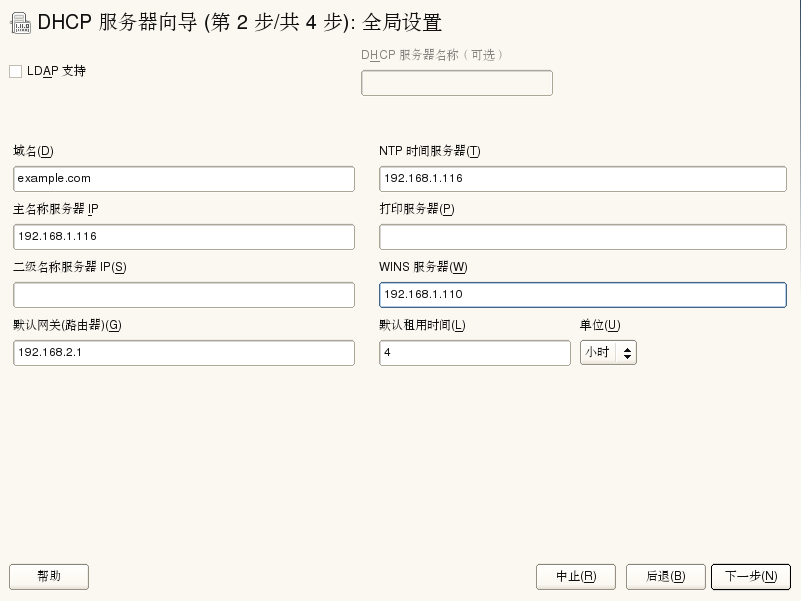 DHCP 服务器向导 (第 2 步/共 4 步): 全局设置
LDAP 支持
DHCP 服务器名称（可选）
域名(D)
example.com
NTP 时间服务器(T)
192.168.1.116
主名称服务器 IP
192.168.1.116
打印服务器(P)
二级名称服务器 IP(S)
WINS 服务器(W)
192.168.1.110
默认网关(路由器)(G)
192.168.2.1
默认租用时间(L)
4
单位(U)
小时
帮助
中止(R)
后退(B)
下一步(N)